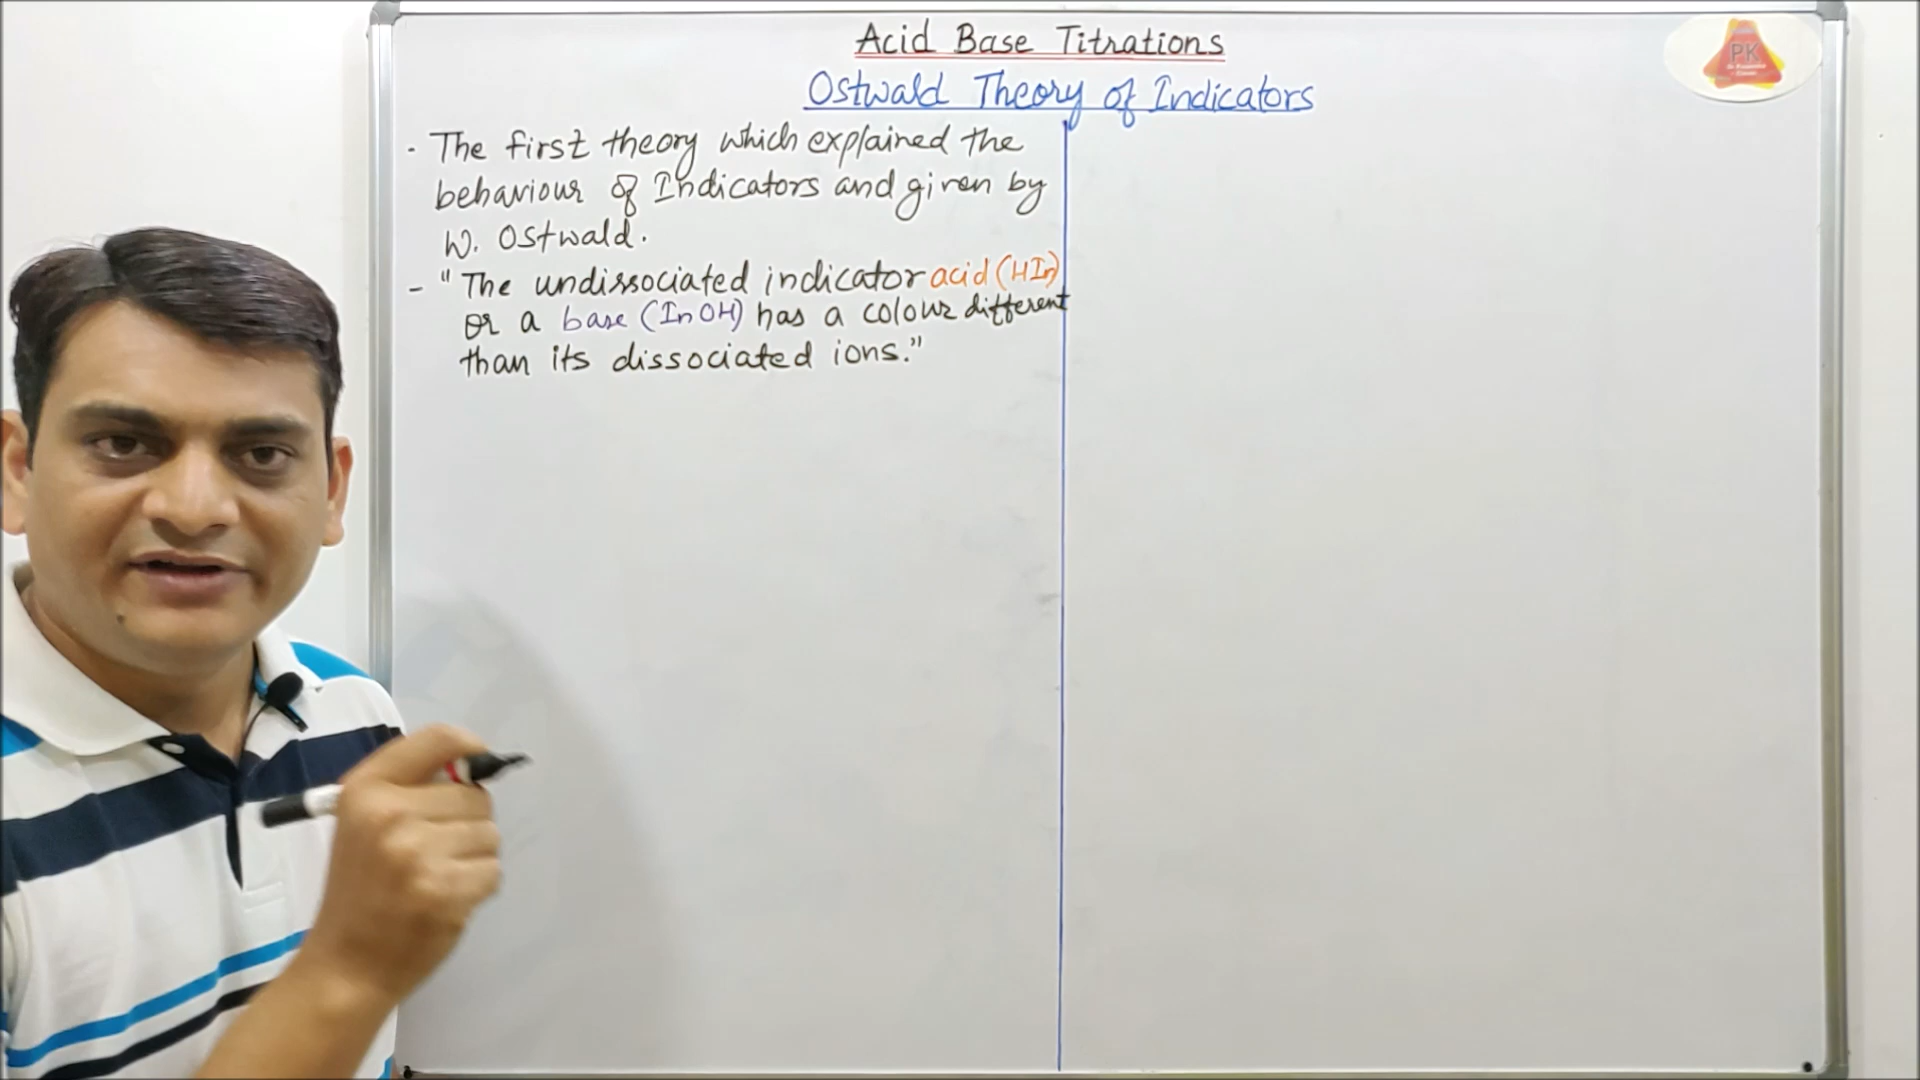 Acid Base Titrations
Ostwald Theory of Indicators
- The first theory which explained the
behaviour of Indicators and given by
W. Ostwald.
- "The undissociated indicator acid (HIn)
or a base (InOH) has a colour different
than its dissociated ions."
PK